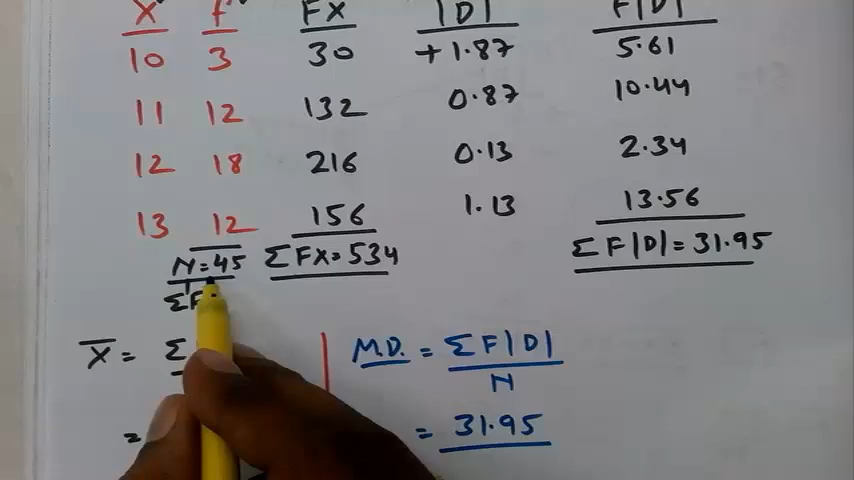 X f FX |D| F|D|
10 3 30 +1.87 5.61
11 12 132 0.87 10.44
12 18 216 0.13 2.34
13 12 156 1.13 13.56
N=45 ΣFX=534 ΣF|D|=31.95
ΣF
X̄ = Σ M.D. = ΣF|D|
N
= = 31.95